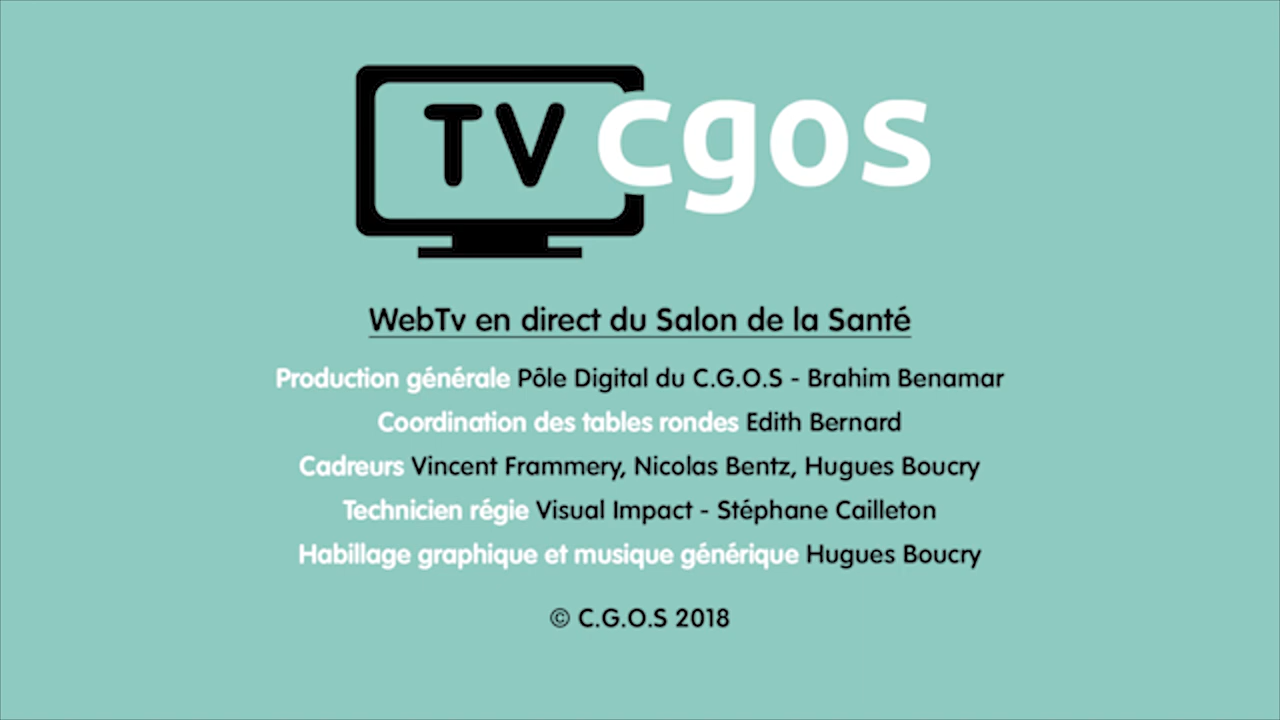 TV cgos
WebTv en direct du Salon de la Santé
Production générale Pôle Digital du C.G.O.S - Brahim Benamar
Coordination des tables rondes Edith Bernard
Cadreurs Vincent Frammery, Nicolas Bentz, Hugues Boucry
Technicien régie Visual Impact - Stéphane Cailleton
Habillage graphique et musique générique Hugues Boucry
© C.G.O.S 2018